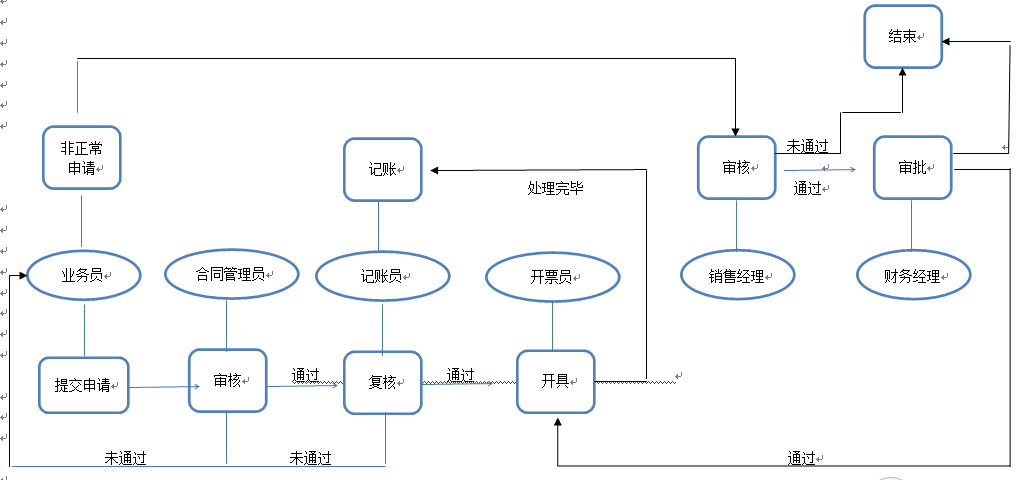 结束
非正常
申请
记账
处理完毕
审核
未通过
通过
审批
业务员
合同管理员
记账员
开票员
销售经理
财务经理
提交申请
审核
通过
复核
通过
开具
未通过
未通过
通过